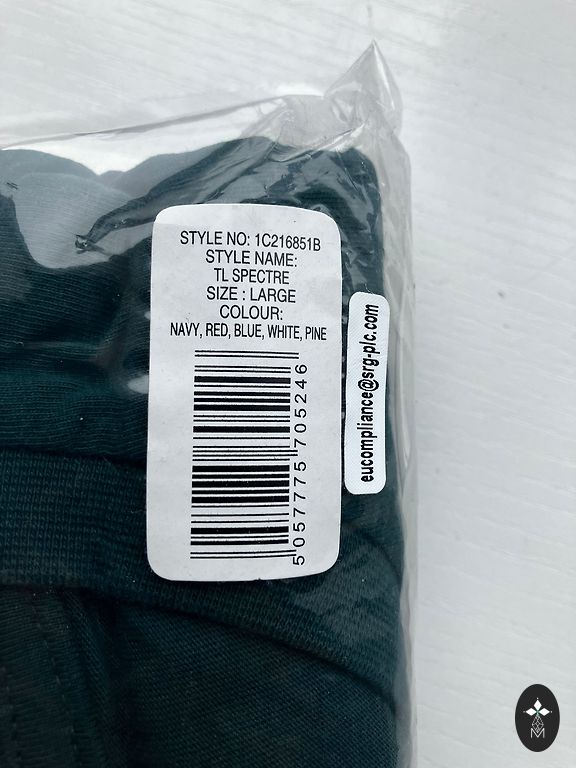 STYLE NO: 1C216851B
STYLE NAME:
TL SPECTRE
SIZE : LARGE
COLOUR:
NAVY, RED, BLUE, WHITE, PINE
5 057775 705246
eucompliance@srg-plc.com
M